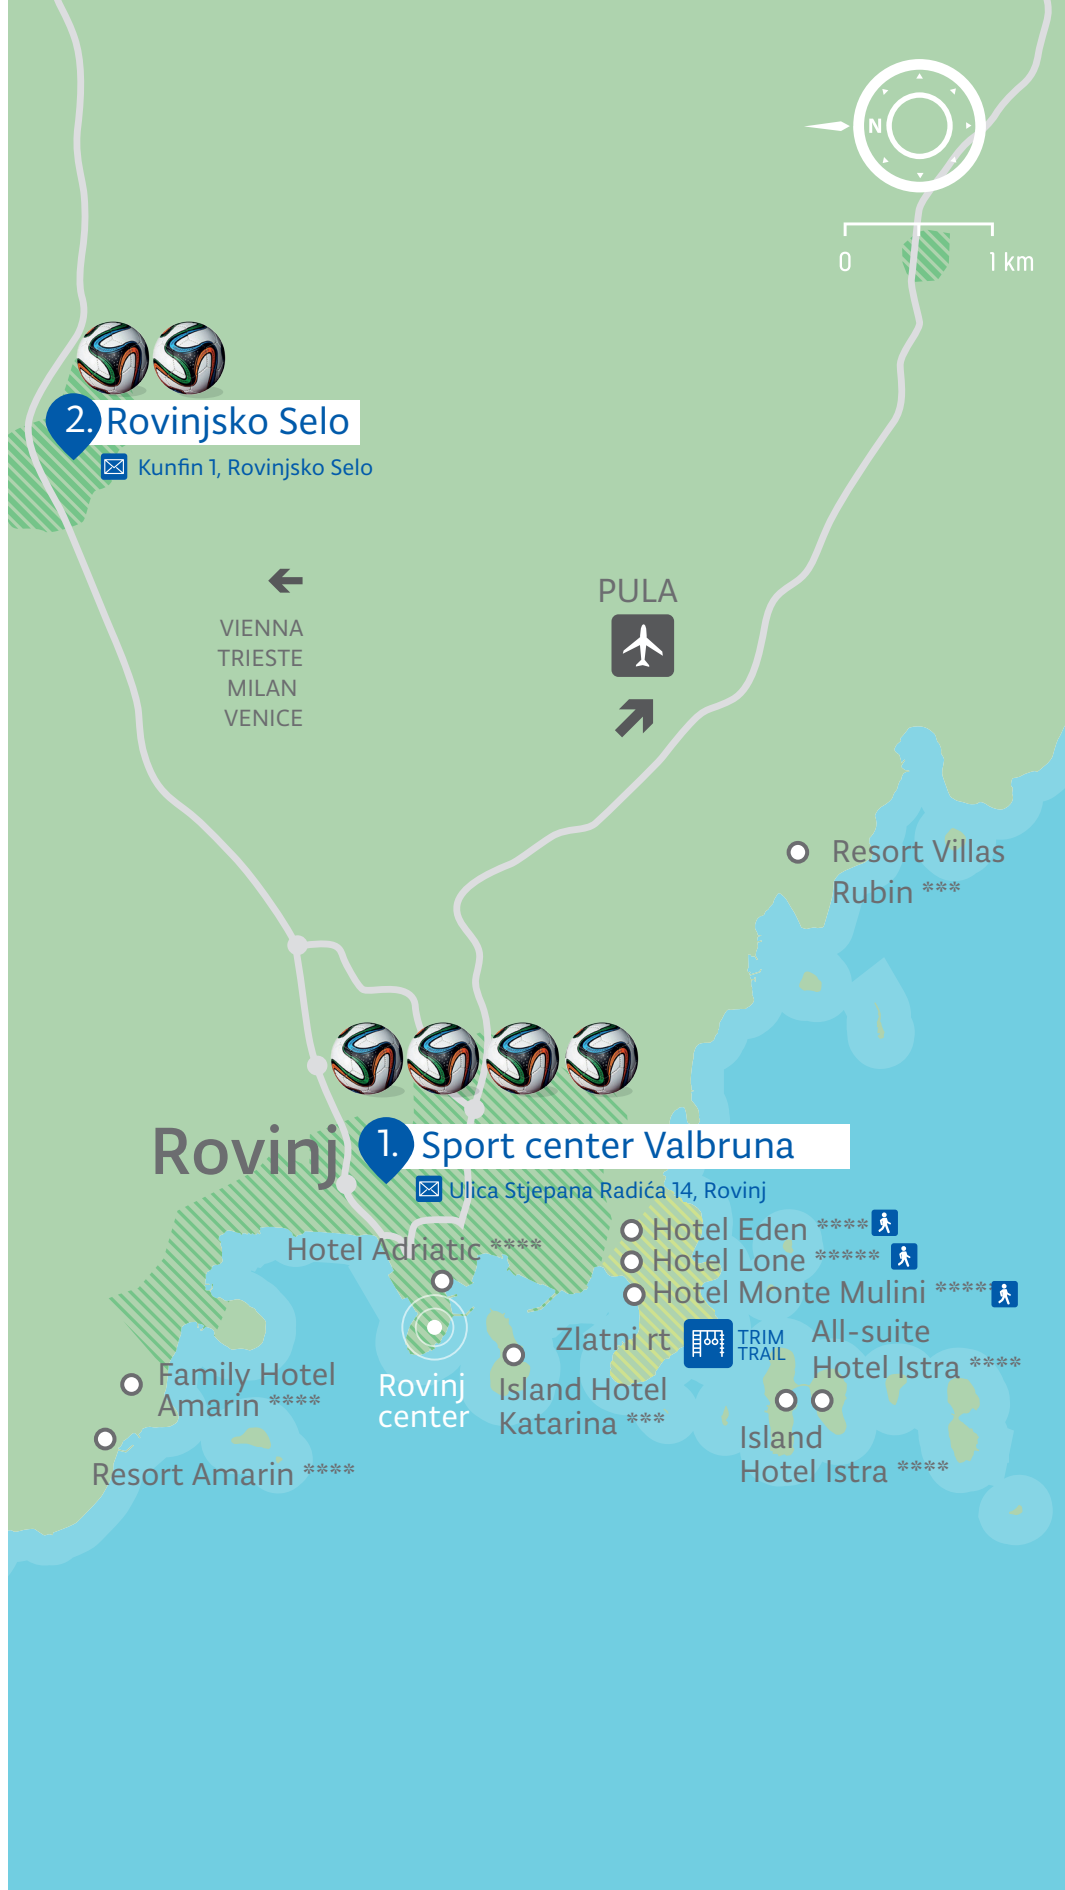 N
0
1 km
2. Rovinjsko Selo
Kunfin 1, Rovinjsko Selo
VIENNA
TRIESTE
MILAN
VENICE
PULA
Resort Villas
Rubin ***
Rovinj
1. Sport center Valbruna
Ulica Stjepana Radića 14, Rovinj
Hotel Eden ****
Hotel Adriatic ****
Hotel Lone *****
Hotel Monte Mulini *****
Zlatni rt
TRIM
TRAIL
All-suite
Hotel Istra ****
Family Hotel
Amarin ****
Rovinj
center
Island Hotel
Katarina ***
Island
Hotel Istra ****
Resort Amarin ****